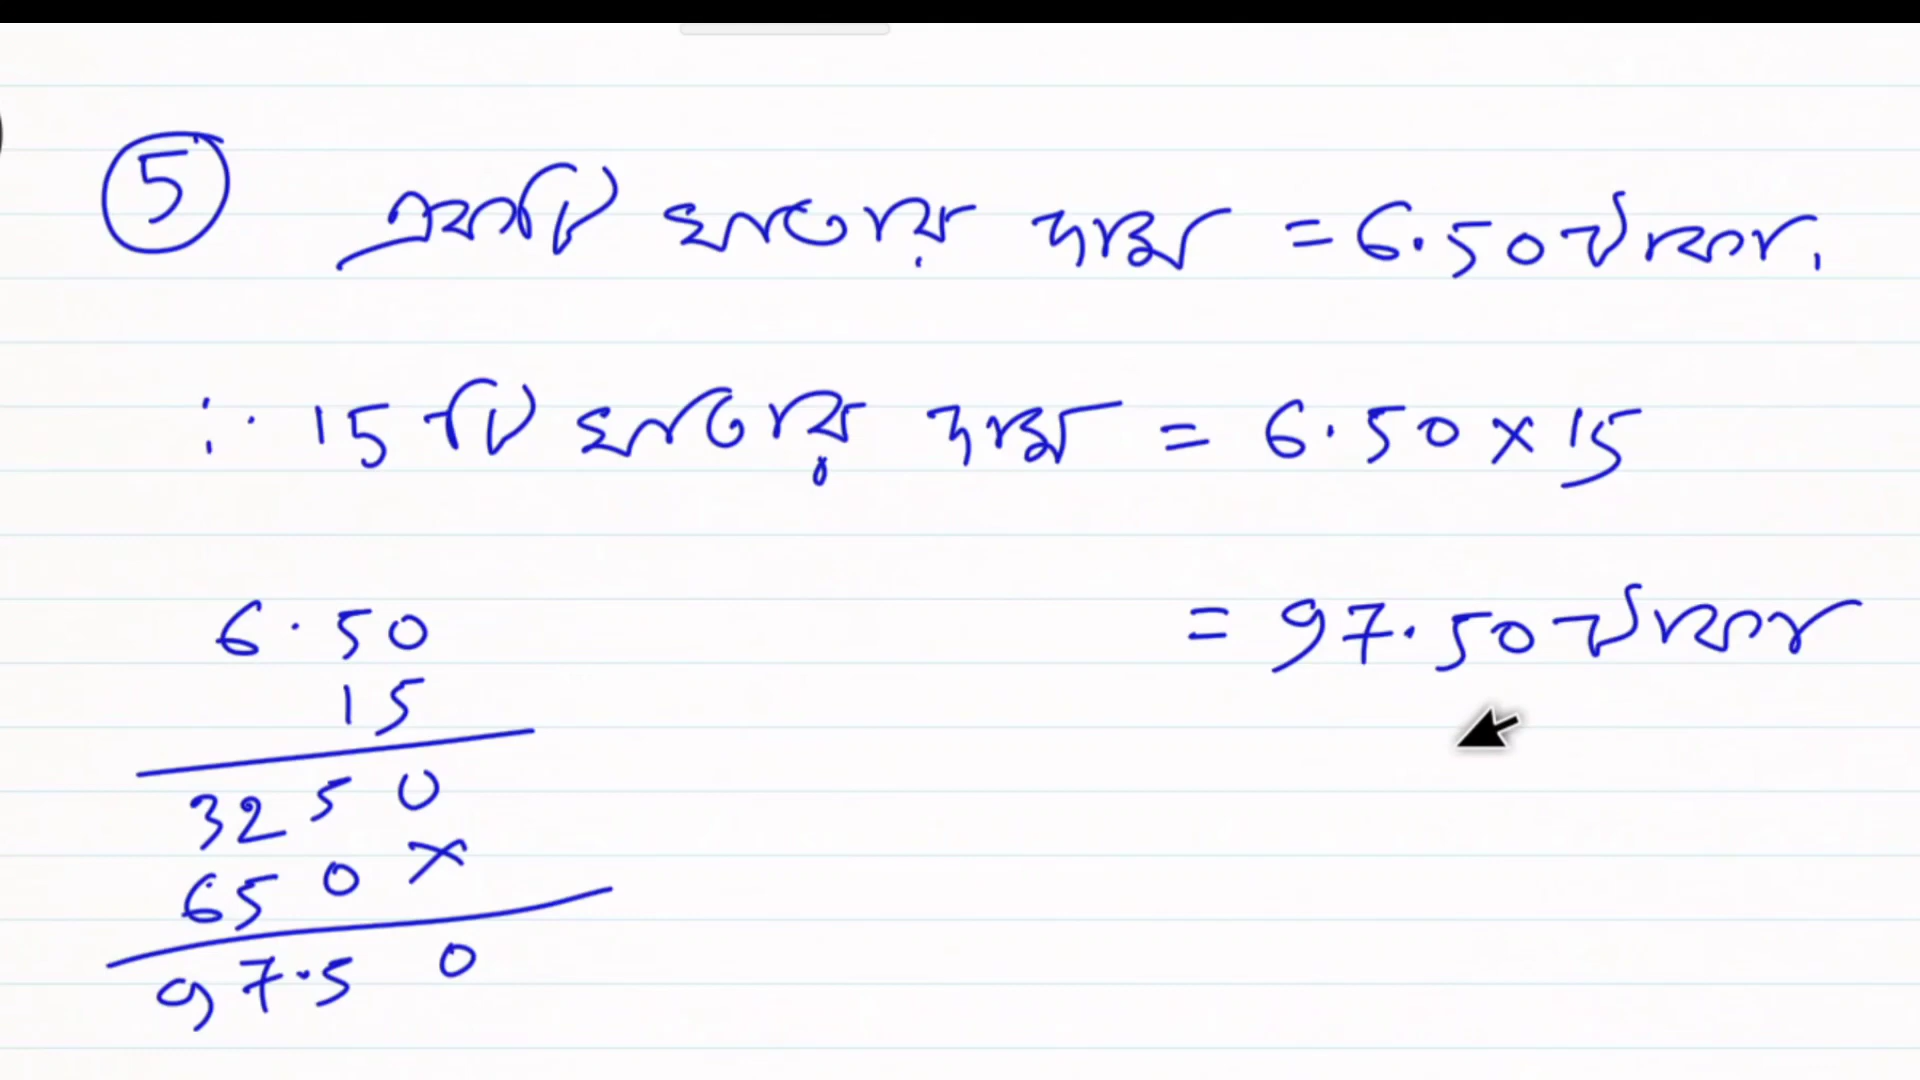 5 একটি খাতার দাম = 6.50 টাকা.
∴ 15 টি খাতার দাম = 6.50 × 15
= 97.50 টাকা
6.50
15
3250
650×
97.50